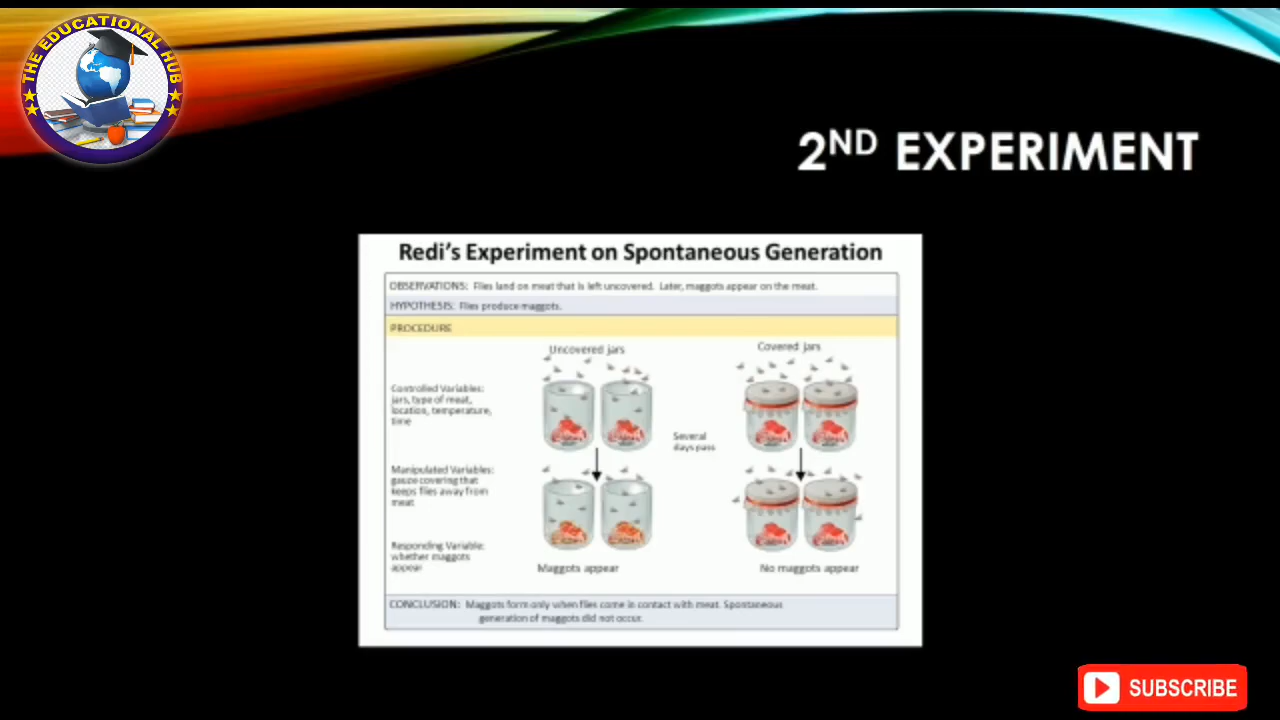 THE EDUCATIONAL HUB
2ND EXPERIMENT
Redi's Experiment on Spontaneous Generation
OBSERVATIONS: Flies land on meat that is left uncovered. Later, maggots appear on the meat.
HYPOTHESIS: Flies produce maggots.
PROCEDURE
Uncovered jars
Covered jars
Controlled Variables:
jars, type of meat,
location, temperature,
time
Several
days pass
Manipulated Variables:
gauze covering that
keeps flies away from
meat
Responding Variable:
whether maggots
appear
Maggots appear
No maggots appear
CONCLUSION: Maggots form only when flies come in contact with meat. Spontaneous
generation of maggots did not occur.
SUBSCRIBE